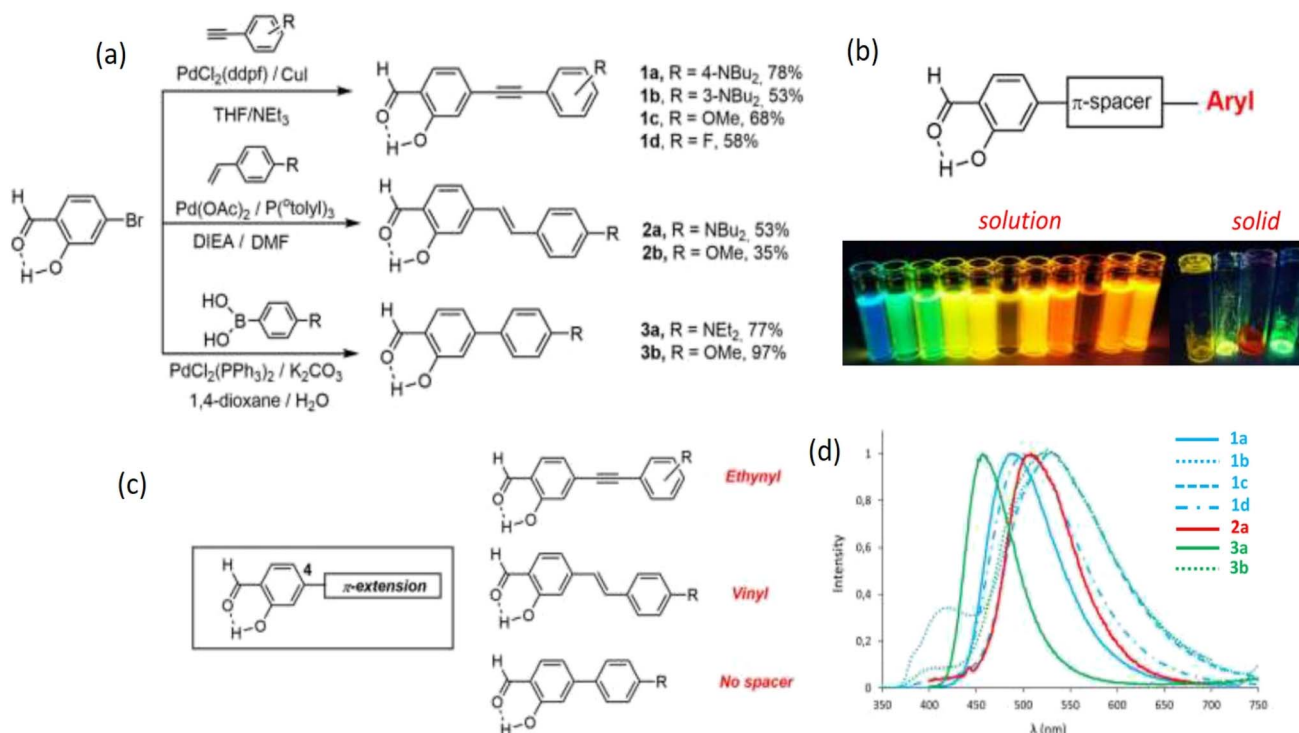 (a)
R
PdCl2(ddpf) / CuI
THF/NEt3
H
O
H
O
R
1a, R = 4-NBu2, 78%
1b, R = 3-NBu2, 53%
1c, R = OMe, 68%
1d, R = F, 58%
R
Pd(OAc)2 / P(otolyl)3
DIEA / DMF
H
O
H
O
Br
H
O
H
O
R
2a, R = NBu2, 53%
2b, R = OMe, 35%
HO
B
HO
R
PdCl2(PPh3)2 / K2CO3
1,4-dioxane / H2O
H
O
H
O
R
3a, R = NEt2, 77%
3b, R = OMe, 97%
(b)
H
O
H
O
π-spacer
Aryl
solution
solid
(c)
H
O
H
O
4
π-extension
H
O
H
O
R
Ethynyl
H
O
H
O
R
Vinyl
H
O
H
O
R
No spacer
(d)
1a
1b
1c
1d
2a
3a
3b
Intensity
1
0,8
0,6
0,4
0,2
0
350 400 450 500 550 600 650 700 750
λ (nm)